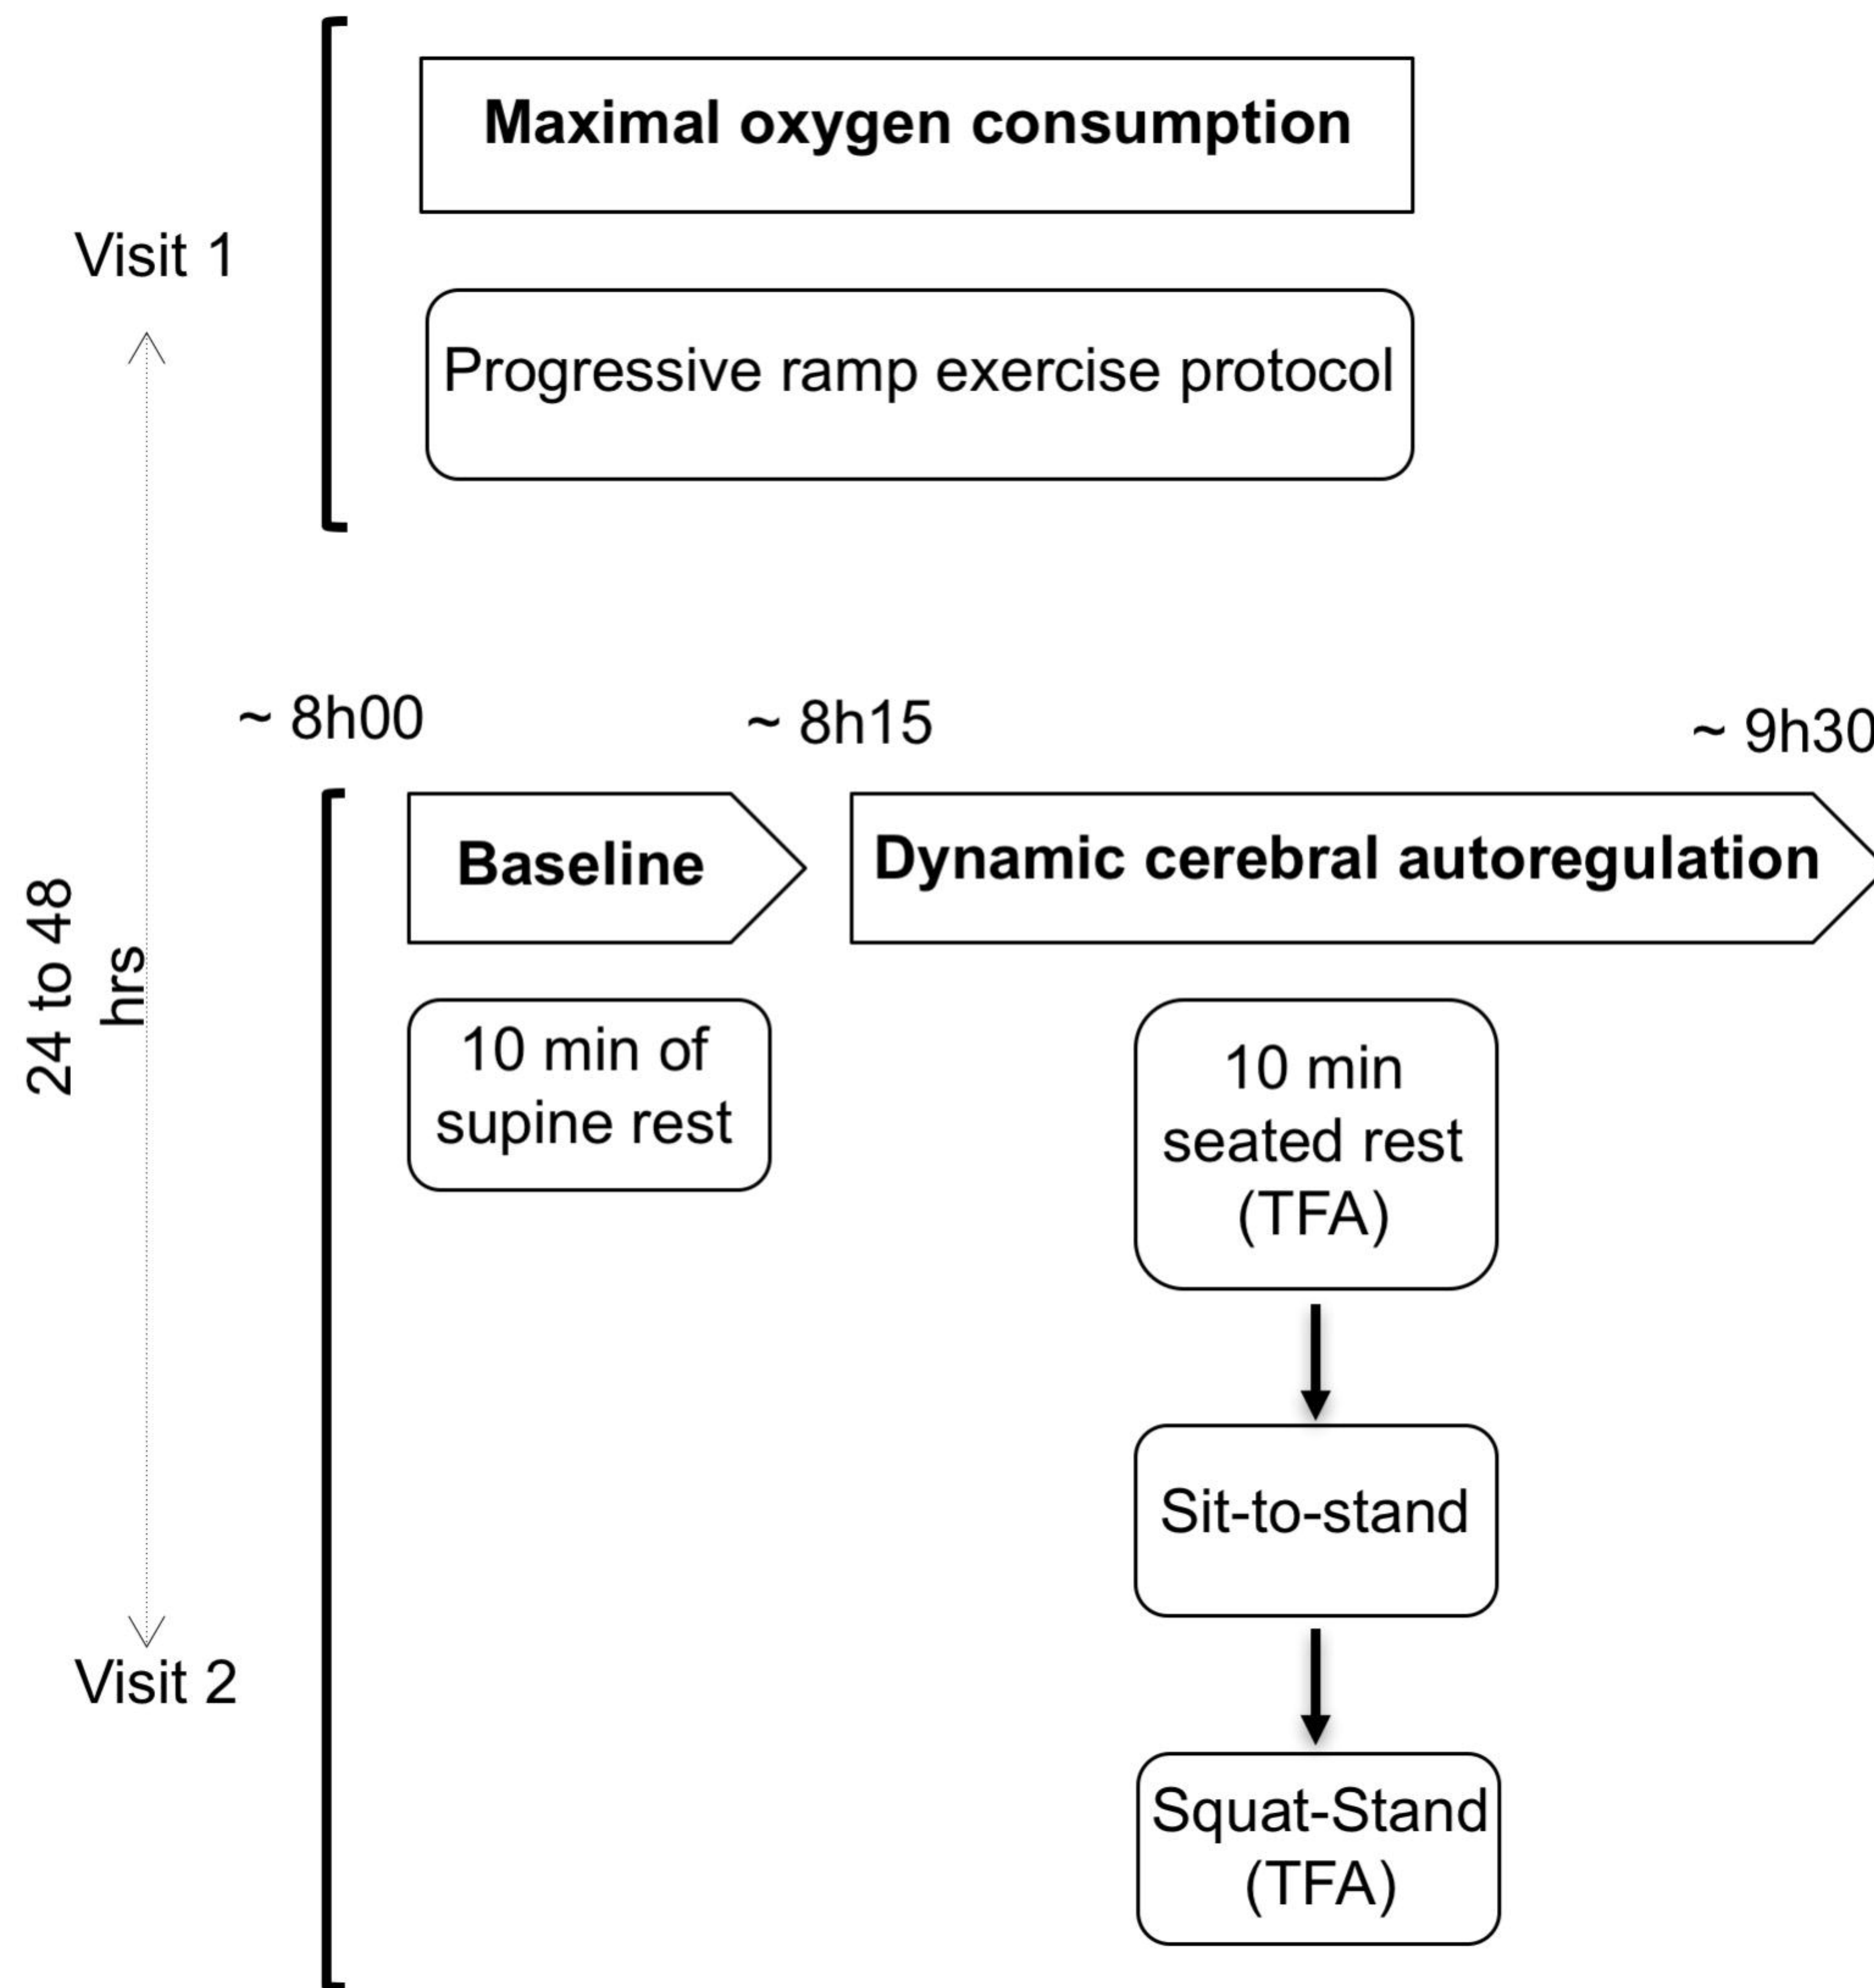 Maximal oxygen consumption
Visit 1
Progressive ramp exercise protocol
~ 8h00
~ 8h15
~ 9h30
24 to 48
hrs
Baseline
Dynamic cerebral autoregulation
10 min of
supine rest
10 min
seated rest
(TFA)
Sit-to-stand
Visit 2
Squat-Stand
(TFA)